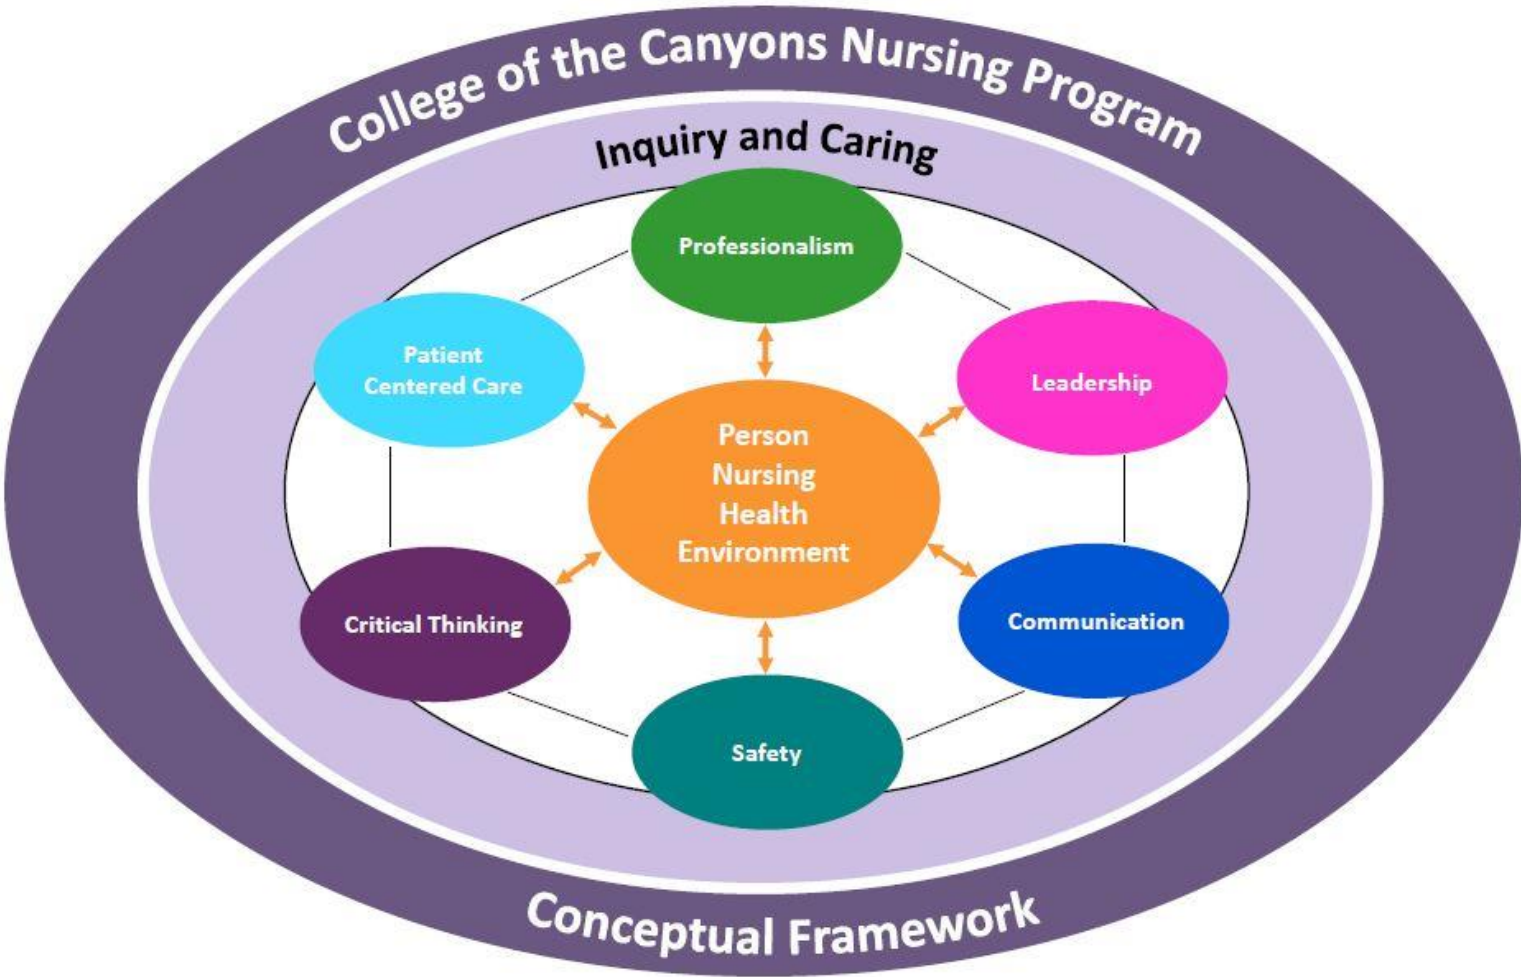 College of the Canyons Nursing Program
Inquiry and Caring
Professionalism
Patient
Centered Care
Leadership
Person
Nursing
Health
Environment
Critical Thinking
Communication
Safety
Conceptual Framework